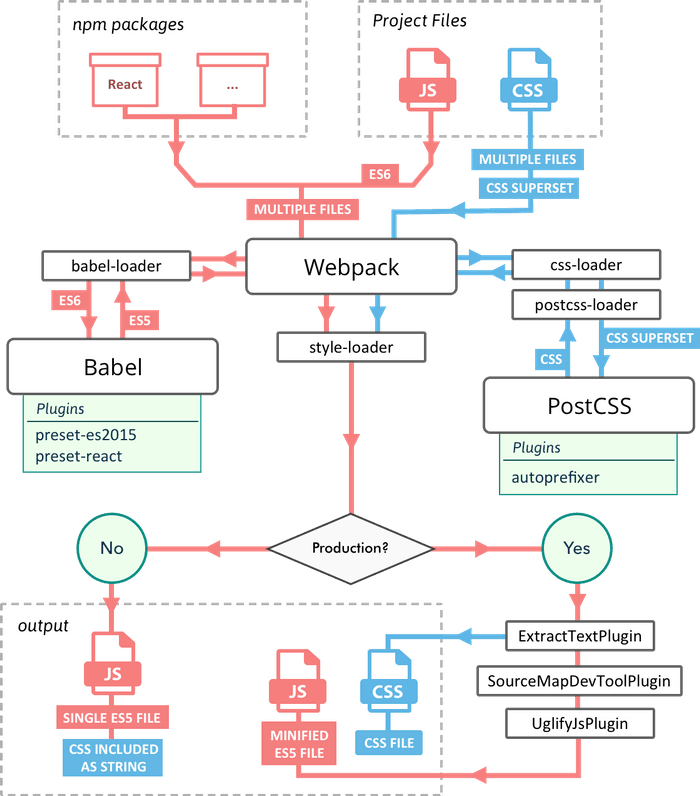 npm packages
Project Files
React
...
JS
CSS
MULTIPLE FILES
ES6
CSS SUPERSET
MULTIPLE FILES
babel-loader
Webpack
css-loader
ES6
ES5
postcss-loader
style-loader
CSS SUPERSET
CSS
Babel
Plugins
preset-es2015
preset-react
PostCSS
Plugins
autoprefixer
No
Production?
Yes
output
ExtractTextPlugin
SourceMapDevToolPlugin
UglifyJsPlugin
JS
SINGLE ES5 FILE
CSS INCLUDED
AS STRING
JS
MINIFIED
ES5 FILE
CSS
CSS FILE